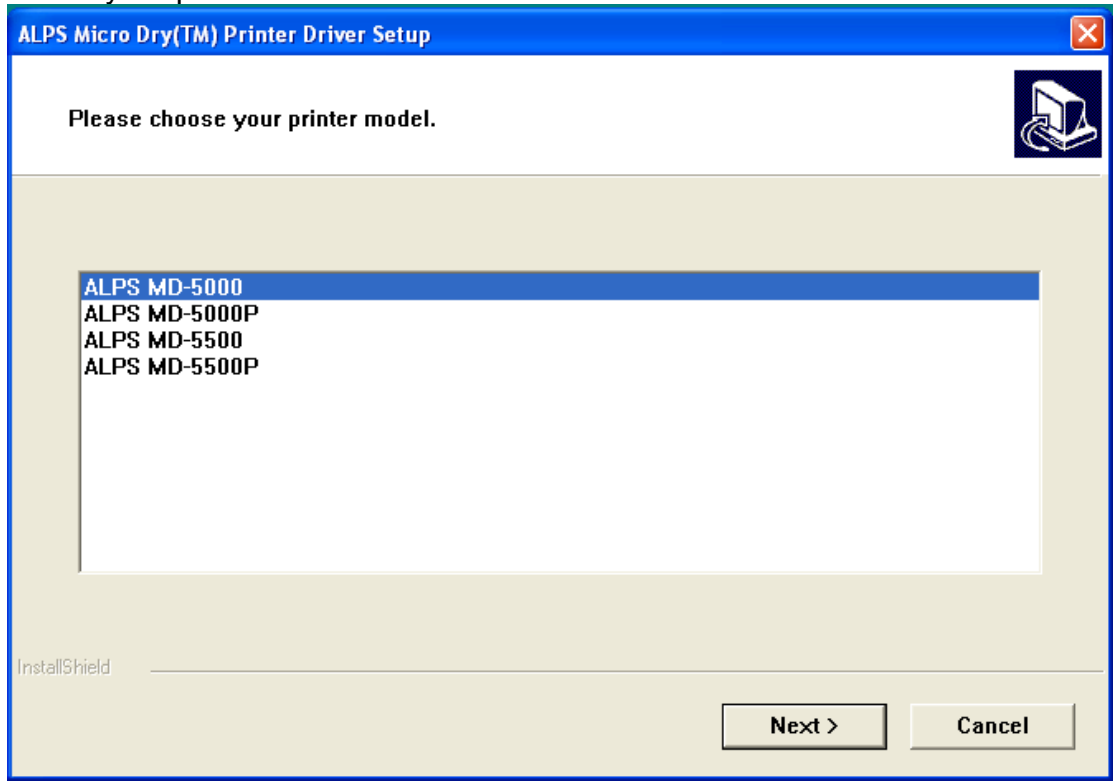 ALPS Micro Dry(TM) Printer Driver Setup
Please choose your printer model.
ALPS MD-5000
ALPS MD-5000P
ALPS MD-5500
ALPS MD-5500P
InstallShield
Next >
Cancel